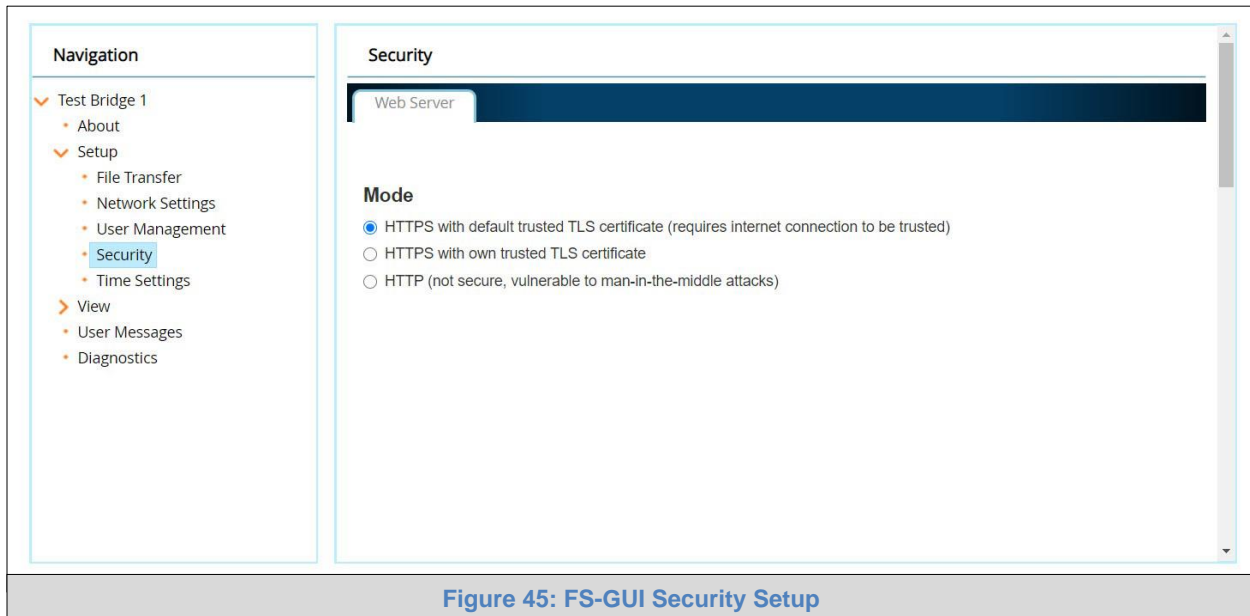 Navigation
Test Bridge 1
About
Setup
File Transfer
Network Settings
User Management
Security
Time Settings
View
User Messages
Diagnostics
Security
Web Server
Mode
HTTPS with default trusted TLS certificate (requires internet connection to be trusted)
HTTPS with own trusted TLS certificate
HTTP (not secure, vulnerable to man-in-the-middle attacks)
Figure 45: FS-GUI Security Setup